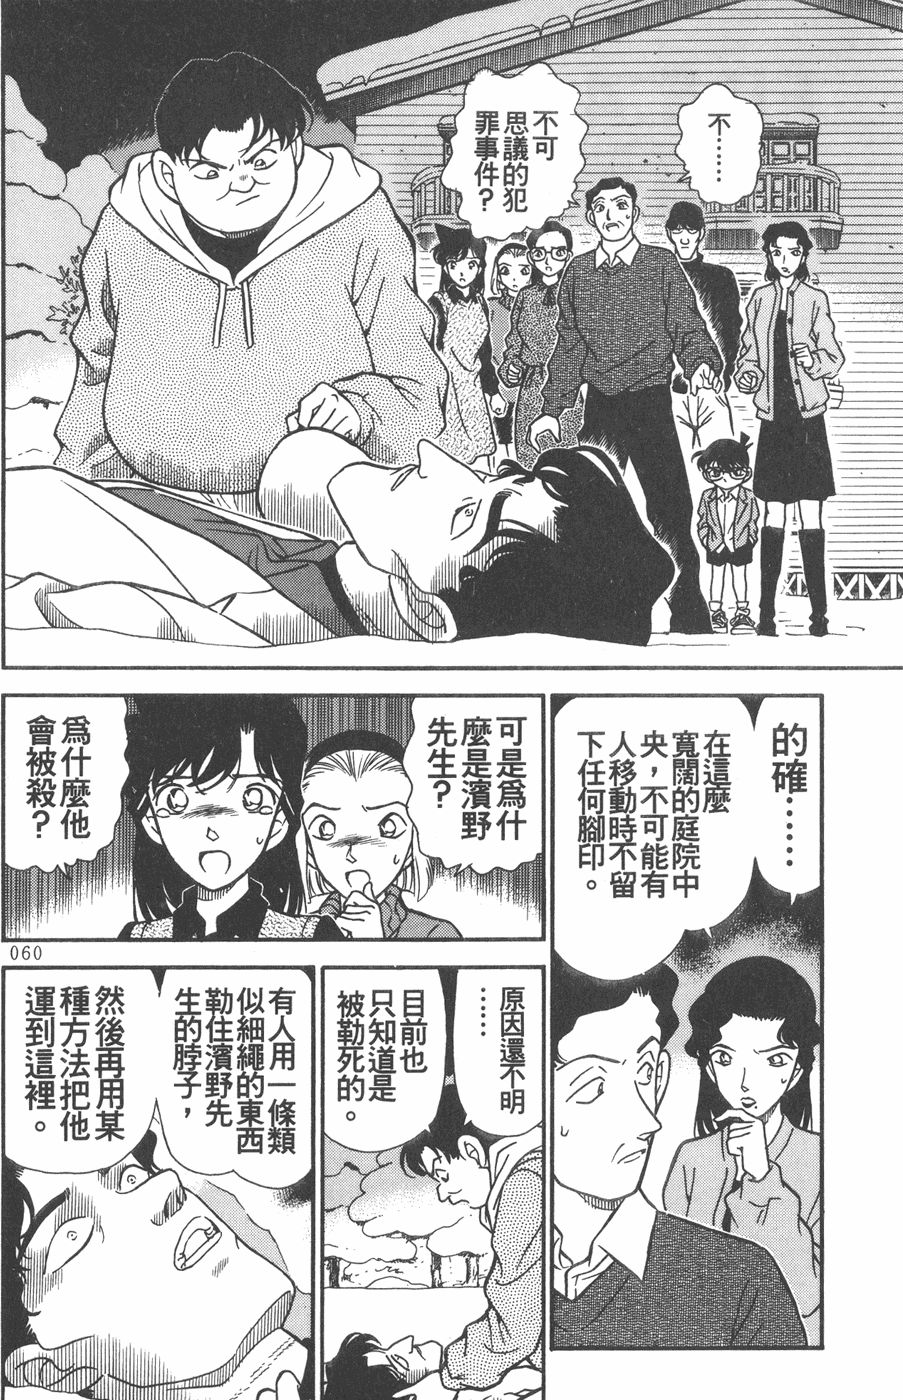 不……
不可
思議的犯
罪事件？
的確……
在這麼
寬闊的庭院中
央，不可能有
人移動時不留
下任何腳印。
可是爲什
麼是濱野
先生？
爲什麼他
會被殺？
060
原因還不明
……
目前也
只知道是
被勒死的。
有人用一條類
似細繩的東西
勒住濱野先
生的脖子，
然後再用某
種方法把他
運到這裡。